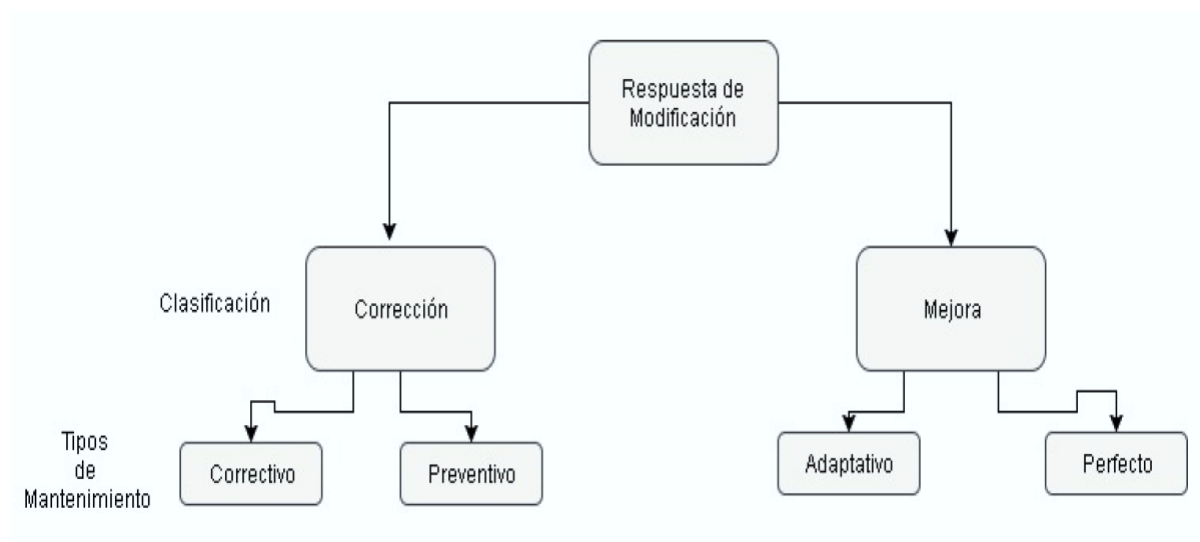 Respuesta de
Modificación
Clasificación
Corrección
Mejora
Tipos
de
Mantenimiento
Correctivo
Preventivo
Adaptativo
Perfecto